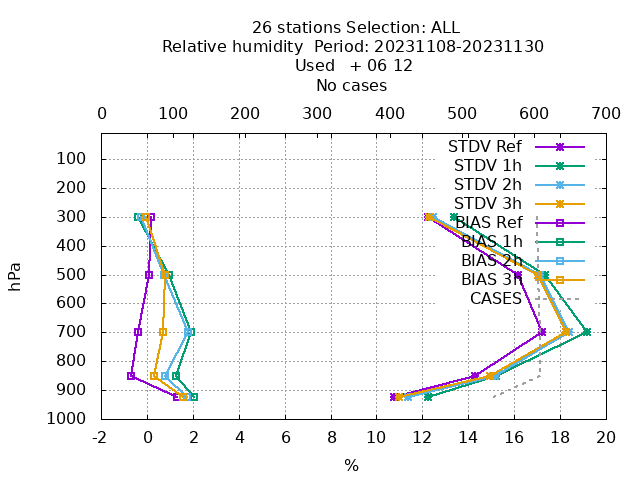 26 stations Selection: ALL
Relative humidity  Period: 20231108-20231130
Used   + 06 12
No cases
0 100 200 300 400 500 600 700
STDV Ref
STDV 1h
STDV 2h
STDV 3h
BIAS Ref
BIAS 1h
BIAS 2h
BIAS 3h
CASES
100
200
300
400
500
600
700
800
900
1000
hPa
-2 0 2 4 6 8 10 12 14 16 18 20
%